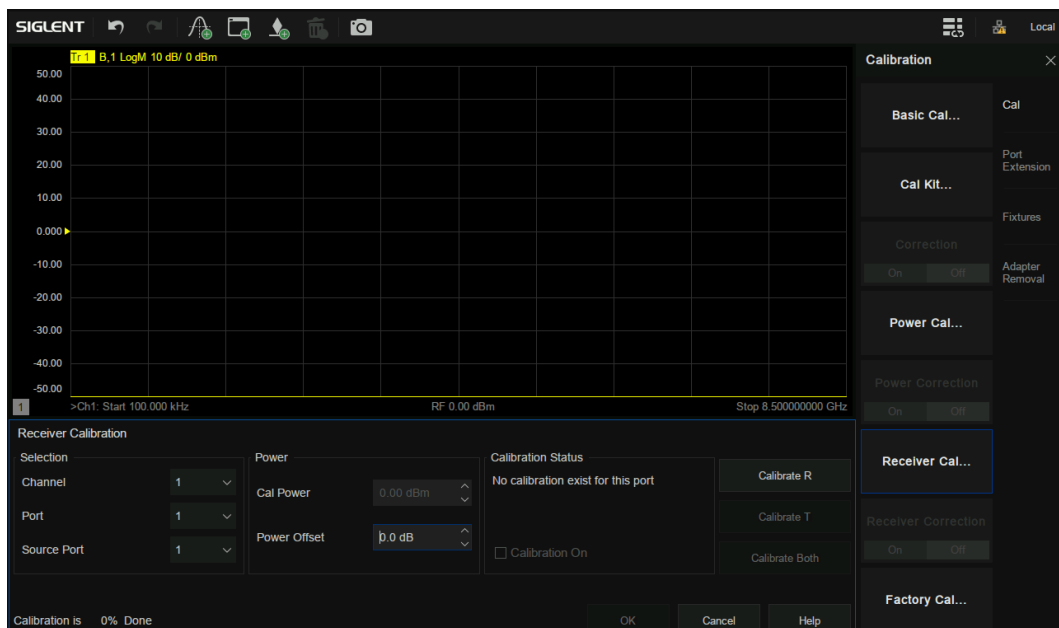 SIGLENT
Local
Tr 1 B,1 LogM 10 dB/ 0 dBm
50.00
40.00
30.00
20.00
10.00
0.000
-10.00
-20.00
-30.00
-40.00
-50.00
1 >Ch1: Start 100.000 kHz RF 0.00 dBm Stop 8.500000000 GHz
Receiver Calibration
Selection
Channel 1
Port 1
Source Port 1
Power
Cal Power 0.00 dBm
Power Offset 0.0 dB
Calibration Status
No calibration exist for this port
Calibration On
Calibrate R
Calibrate T
Calibrate Both
Calibration is 0% Done
OK Cancel Help
Calibration
Basic Cal...
Cal Kit...
Correction
On Off
Power Cal...
Power Correction
On Off
Receiver Cal...
Receiver Correction
On Off
Factory Cal...
Cal
Port
Extension
Fixtures
Adapter
Removal